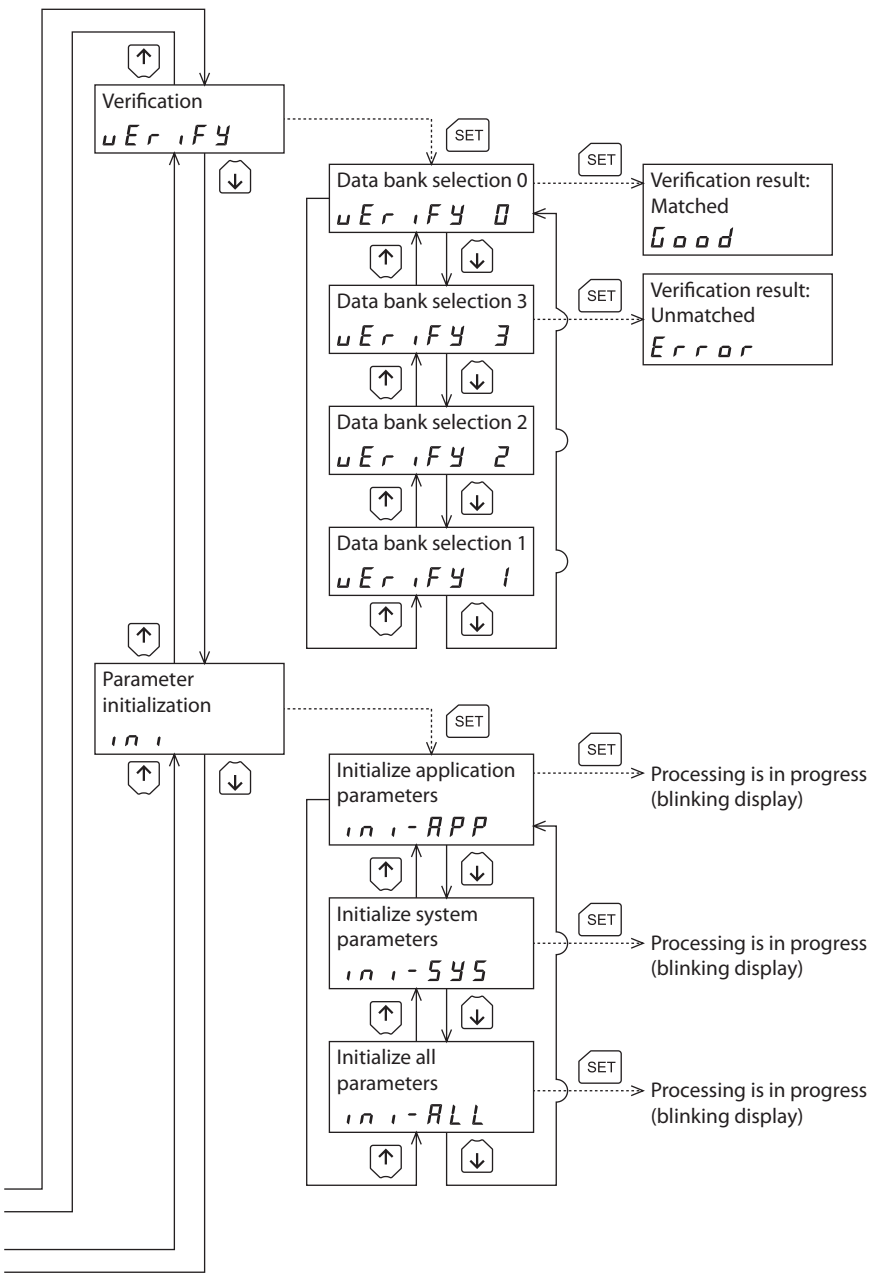 Verification
uEriFY
SET
Data bank selection 0
uEriFY 0
SET
Verification result:
Matched
Good
Data bank selection 3
uEriFY 3
SET
Verification result:
Unmatched
Error
Data bank selection 2
uEriFY 2
Data bank selection 1
uEriFY 1
Parameter
initialization
ini
SET
Initialize application
parameters
ini-APP
SET
Processing is in progress
(blinking display)
Initialize system
parameters
ini-SYS
SET
Processing is in progress
(blinking display)
Initialize all
parameters
ini-ALL
SET
Processing is in progress
(blinking display)